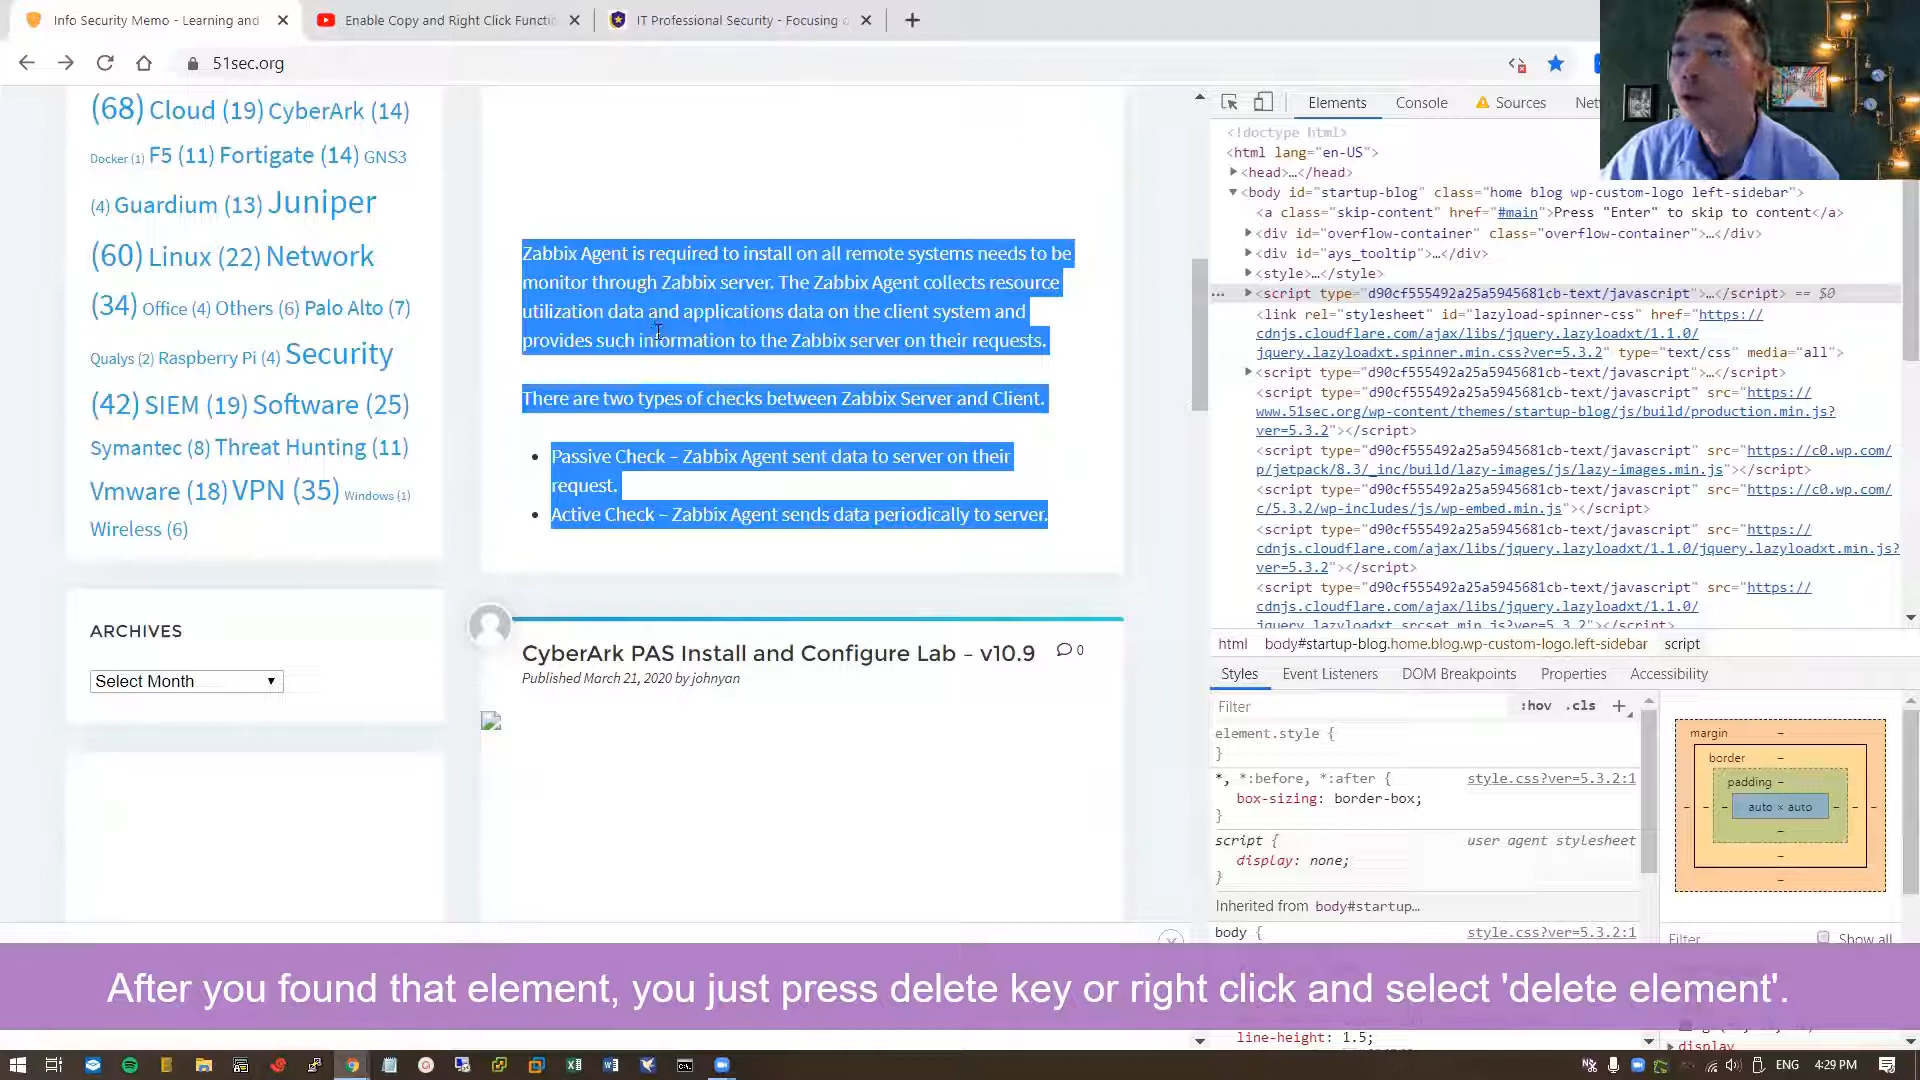 Info Security Memo - Learning and
Enable Copy and Right Click Functi
IT Professional Security - Focusing o
51sec.org
(68) Cloud (19) CyberArk (14)
Docker (1) F5 (11) Fortigate (14) GNS3
(4) Guardium (13) Juniper
(60) Linux (22) Network
(34) Office (4) Others (6) Palo Alto (7)
Qualys (2) Raspberry Pi (4) Security
(42) SIEM (19) Software (25)
Symantec (8) Threat Hunting (11)
Vmware (18) VPN (35) Windows (1)
Wireless (6)
ARCHIVES
Select Month
Zabbix Agent is required to install on all remote systems needs to be
monitor through Zabbix server. The Zabbix Agent collects resource
utilization data and applications data on the client system and
provides such information to the Zabbix server on their requests.
There are two types of checks between Zabbix Server and Client.
• Passive Check – Zabbix Agent sent data to server on their
request.
• Active Check – Zabbix Agent sends data periodically to server.
CyberArk PAS Install and Configure Lab – v10.9
0
Published March 21, 2020 by johnyan
Elements Console Sources Net
<!doctype html>
<html lang="en-US">
<head>…</head>
<body id="startup-blog" class="home blog wp-custom-logo left-sidebar">
<a class="skip-content" href="#main">Press "Enter" to skip to content</a>
<div id="overflow-container" class="overflow-container">…</div>
<div id="ays_tooltip">…</div>
<style>…</style>
<script type="d90cf555492a25a5945681cb-text/javascript">…</script> == $0
<link rel="stylesheet" id="lazyload-spinner-css" href="https://
cdnjs.cloudflare.com/ajax/libs/jquery.lazyloadxt/1.1.0/
jquery.lazyloadxt.spinner.min.css?ver=5.3.2" type="text/css" media="all">
<script type="d90cf555492a25a5945681cb-text/javascript">…</script>
<script type="d90cf555492a25a5945681cb-text/javascript" src="https://
www.51sec.org/wp-content/themes/startup-blog/js/build/production.min.js?
ver=5.3.2"></script>
<script type="d90cf555492a25a5945681cb-text/javascript" src="https://c0.wp.com/
p/jetpack/8.3/_inc/build/lazy-images/js/lazy-images.min.js"></script>
<script type="d90cf555492a25a5945681cb-text/javascript" src="https://c0.wp.com/
c/5.3.2/wp-includes/js/wp-embed.min.js"></script>
<script type="d90cf555492a25a5945681cb-text/javascript" src="https://
cdnjs.cloudflare.com/ajax/libs/jquery.lazyloadxt/1.1.0/jquery.lazyloadxt.min.js?
ver=5.3.2"></script>
<script type="d90cf555492a25a5945681cb-text/javascript" src="https://
cdnjs.cloudflare.com/ajax/libs/jquery.lazyloadxt/1.1.0/
jquery.lazyloadxt.srcset.min.js?ver=5.3.2"></script>
html body#startup-blog.home.blog.wp-custom-logo.left-sidebar script
Styles Event Listeners DOM Breakpoints Properties Accessibility
Filter :hov .cls +
element.style {
}
*, *:before, *:after { style.css?ver=5.3.2:1
box-sizing: border-box;
}
script { user agent stylesheet
display: none;
}
Inherited from body#startup…
body { style.css?ver=5.3.2:1
line-height: 1.5;
margin –
border –
padding –
auto × auto
Filter Show all
display
After you found that element, you just press delete key or right click and select 'delete element'.
ENG 4:29 PM